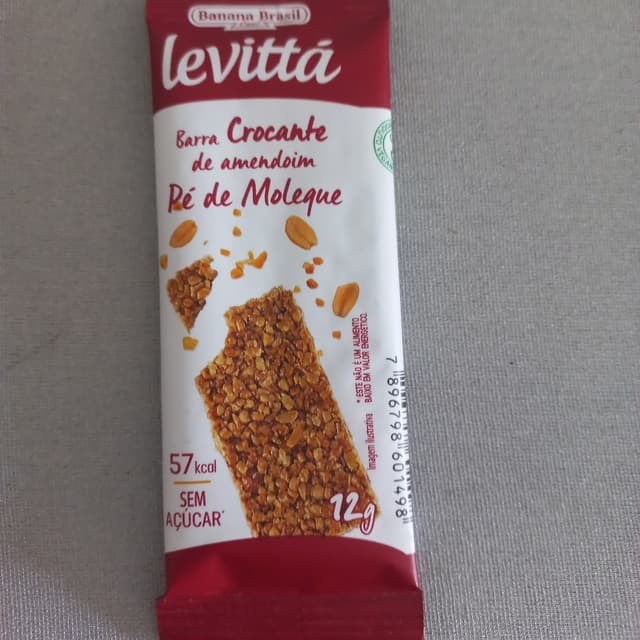 Banana Brasil
levittá
Barra Crocante
de amendoim
Pé de Moleque
* ESTE NÃO É UM ALIMENTO
BAIXO EM VALOR ENERGÉTICO.
Imagem Ilustrativa
7 896798 601498
57 kcal
SEM
AÇÚCAR*
12g